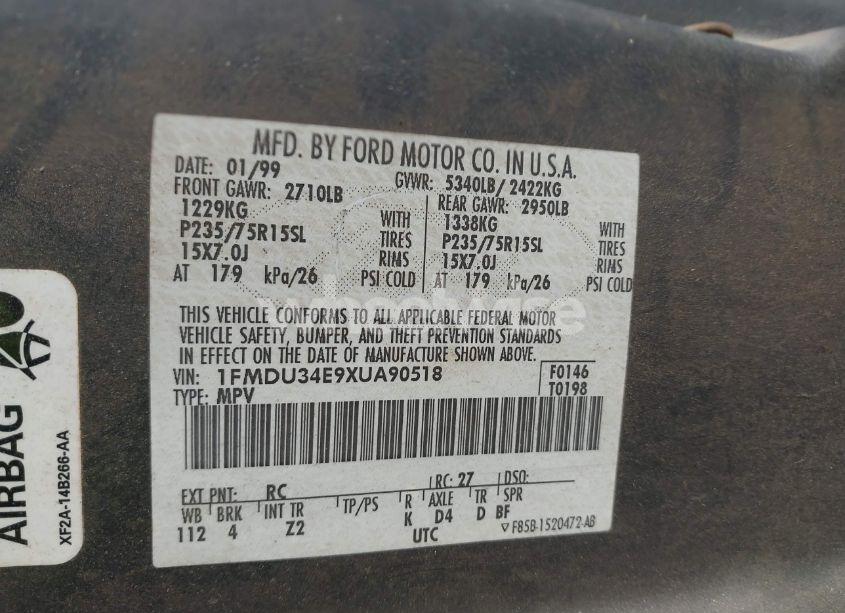 MFD. BY FORD MOTOR CO. IN U.S.A.
DATE: 01/99 GVWR: 5340LB/ 2422KG
FRONT GAWR: 2710LB REAR GAWR: 2950LB
1229KG WITH 1338KG WITH
P235/75R15SL TIRES P235/75R15SL TIRES
15X7.0J RIMS 15X7.0J RIMS
AT 179 kPa/26 PSI COLD AT 179 kPa/26 PSI COLD
THIS VEHICLE CONFORMS TO ALL APPLICABLE FEDERAL MOTOR
VEHICLE SAFETY, BUMPER, AND THEFT PREVENTION STANDARDS
IN EFFECT ON THE DATE OF MANUFACTURE SHOWN ABOVE.
VIN: 1FMDU34E9XUA90518 F0146
TYPE: MPV T0198
EXT PNT: RC RC: 27 DSO:
WB BRK INT TR TP/PS R AXLE TR SPR
112 4 Z2 K D4 D BF
UTC ▽ F85B-1520472-AB
AIRBAG
XF2A-14B266-AA